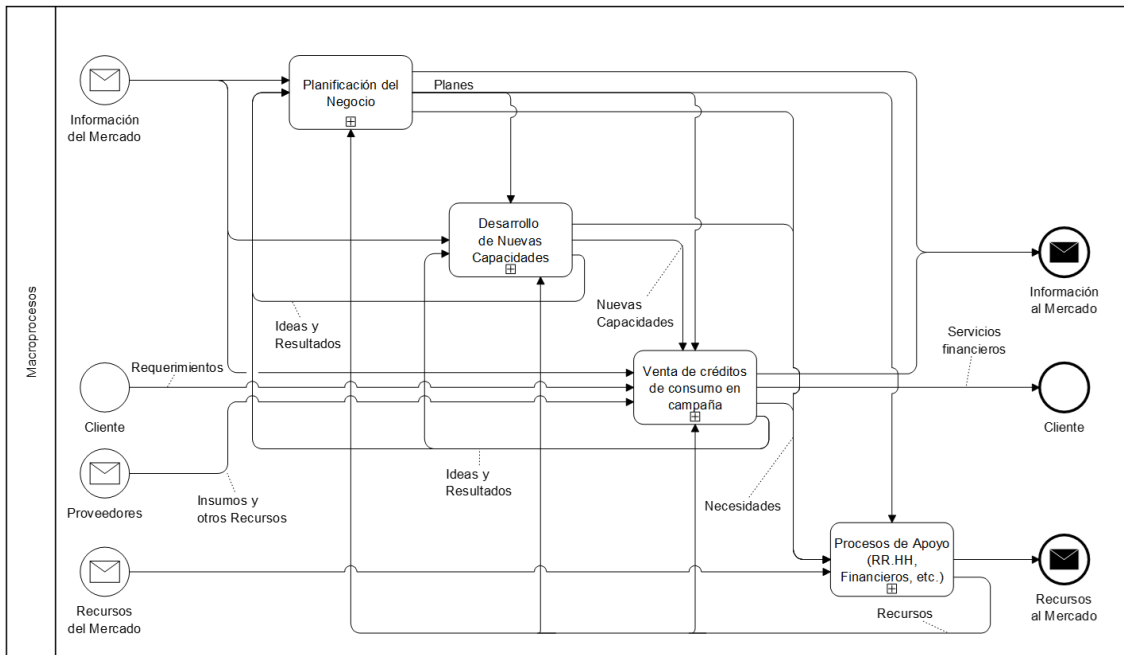 Macroprocesos
Información
del Mercado
Planificación del
Negocio
Planes
Desarrollo
de Nuevas
Capacidades
Ideas y
Resultados
Nuevas
Capacidades
Información
al Mercado
Requerimientos
Cliente
Venta de créditos
de consumo en
campaña
Servicios
financieros
Cliente
Proveedores
Insumos y
otros Recursos
Ideas y
Resultados
Necesidades
Recursos
del Mercado
Procesos de Apoyo
(RR.HH,
Financieros, etc.)
Recursos
Recursos
al Mercado